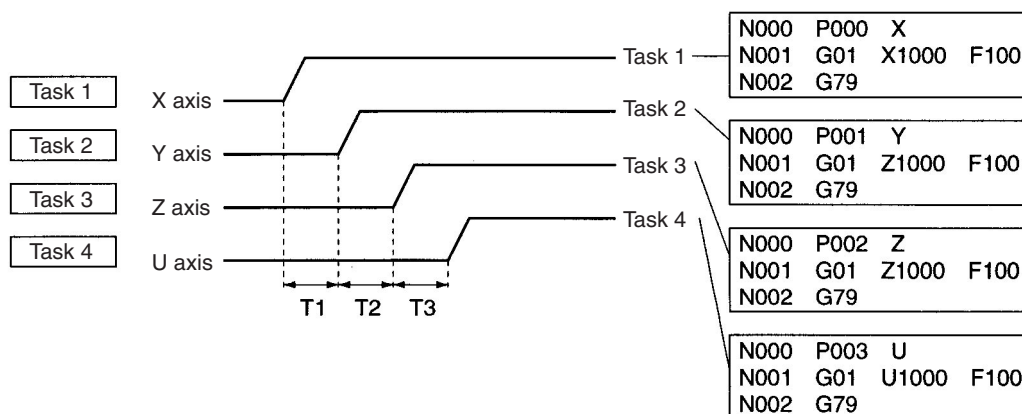 Task 1
Task 2
Task 3
Task 4
X axis
Y axis
Z axis
U axis
T1 T2 T3
Task 1
Task 2
Task 3
Task 4
N000 P000 X
N001 G01 X1000 F100
N002 G79
N000 P001 Y
N001 G01 Z1000 F100
N002 G79
N000 P002 Z
N001 G01 Z1000 F100
N002 G79
N000 P003 U
N001 G01 U1000 F100
N002 G79